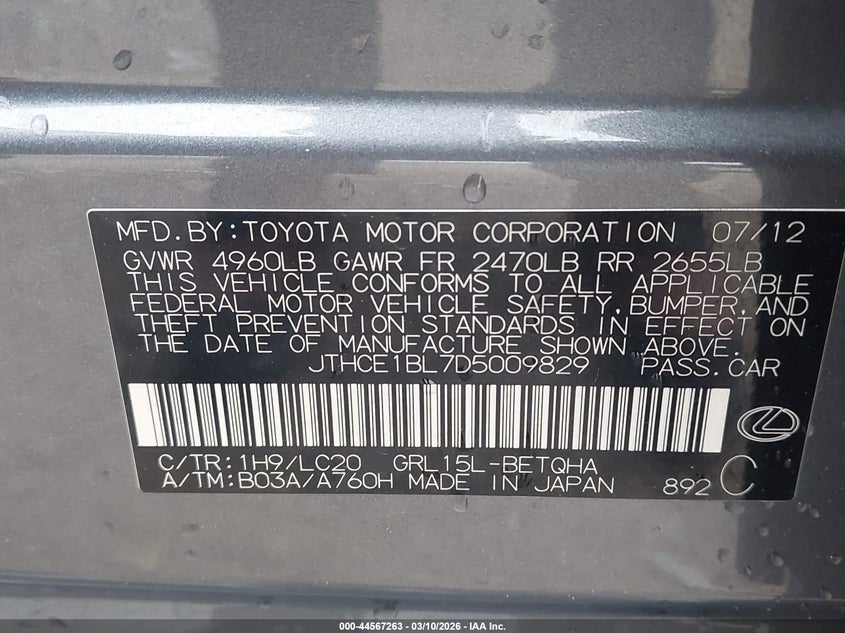 MFD.BY:TOYOTA MOTOR CORPORATION 07/12
GVWR 4960LB GAWR FR 2470LB RR 2655LB
THIS VEHICLE CONFORMS TO ALL APPLICABLE
FEDERAL MOTOR VEHICLE SAFETY,BUMPER,AND
THEFT PREVENTION STANDARDS IN EFFECT ON
THE DATE OF MANUFACTURE SHOWN ABOVE.
JTHCE1BL7D5009829 PASS.CAR
C/TR:1H9/LC20 GRL15L-BETQHA
A/TM:B03A/A760H MADE IN JAPAN 892 C
000-44567263 - 03/10/2026 - IAA Inc.